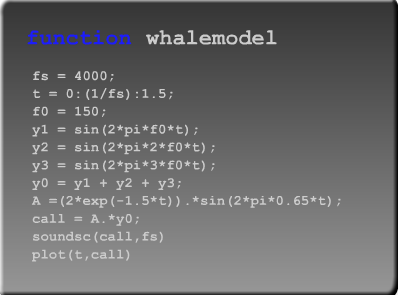 function whalemodel
fs = 4000;
t = 0:(1/fs):1.5;
f0 = 150;
y1 = sin(2*pi*f0*t);
y2 = sin(2*pi*2*f0*t);
y3 = sin(2*pi*3*f0*t);
y0 = y1 + y2 + y3;
A =(2*exp(-1.5*t)).*sin(2*pi*0.65*t);
call = A.*y0;
soundsc(call,fs)
plot(t,call)